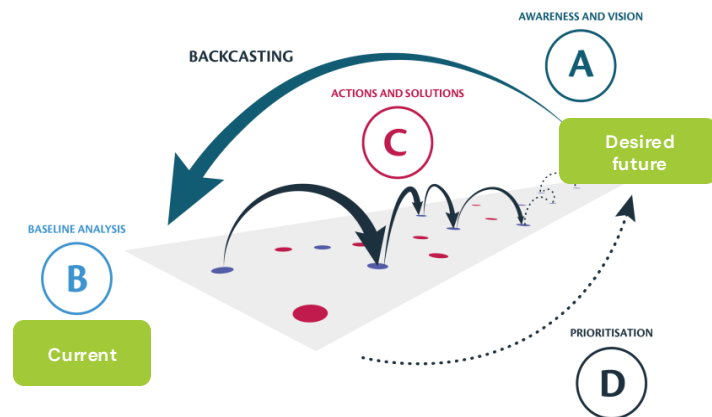 AWARENESS AND VISION
A
BACKCASTING
ACTIONS AND SOLUTIONS
C
Desired
future
BASELINE ANALYSIS
B
Current
PRIORITISATION
D